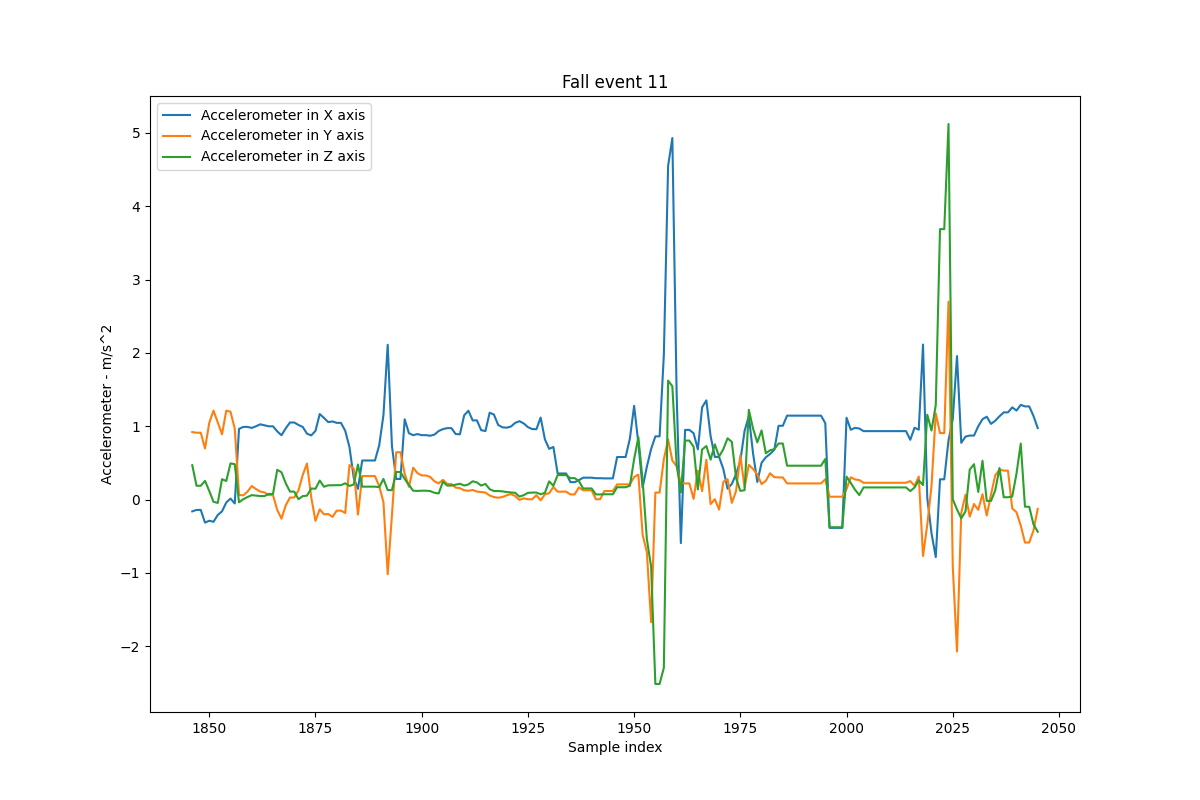 Fall event 11
Accelerometer in X axis
Accelerometer in Y axis
Accelerometer in Z axis
Accelerometer - m/s^2
5
4
3
2
1
0
−1
−2
1850 1875 1900 1925 1950 1975 2000 2025 2050
Sample index